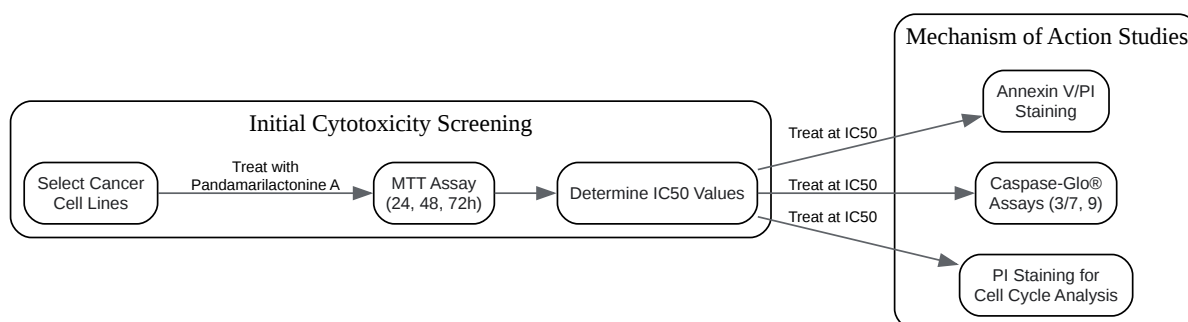 Initial Cytotoxicity Screening
Select Cancer
Cell Lines
Treat with
Pandamarilactonine A
MTT Assay
(24, 48, 72h)
Determine IC50 Values
Treat at IC50
Treat at IC50
Treat at IC50
Mechanism of Action Studies
Annexin V/PI
Staining
Caspase-Glo®
Assays (3/7, 9)
PI Staining for
Cell Cycle Analysis